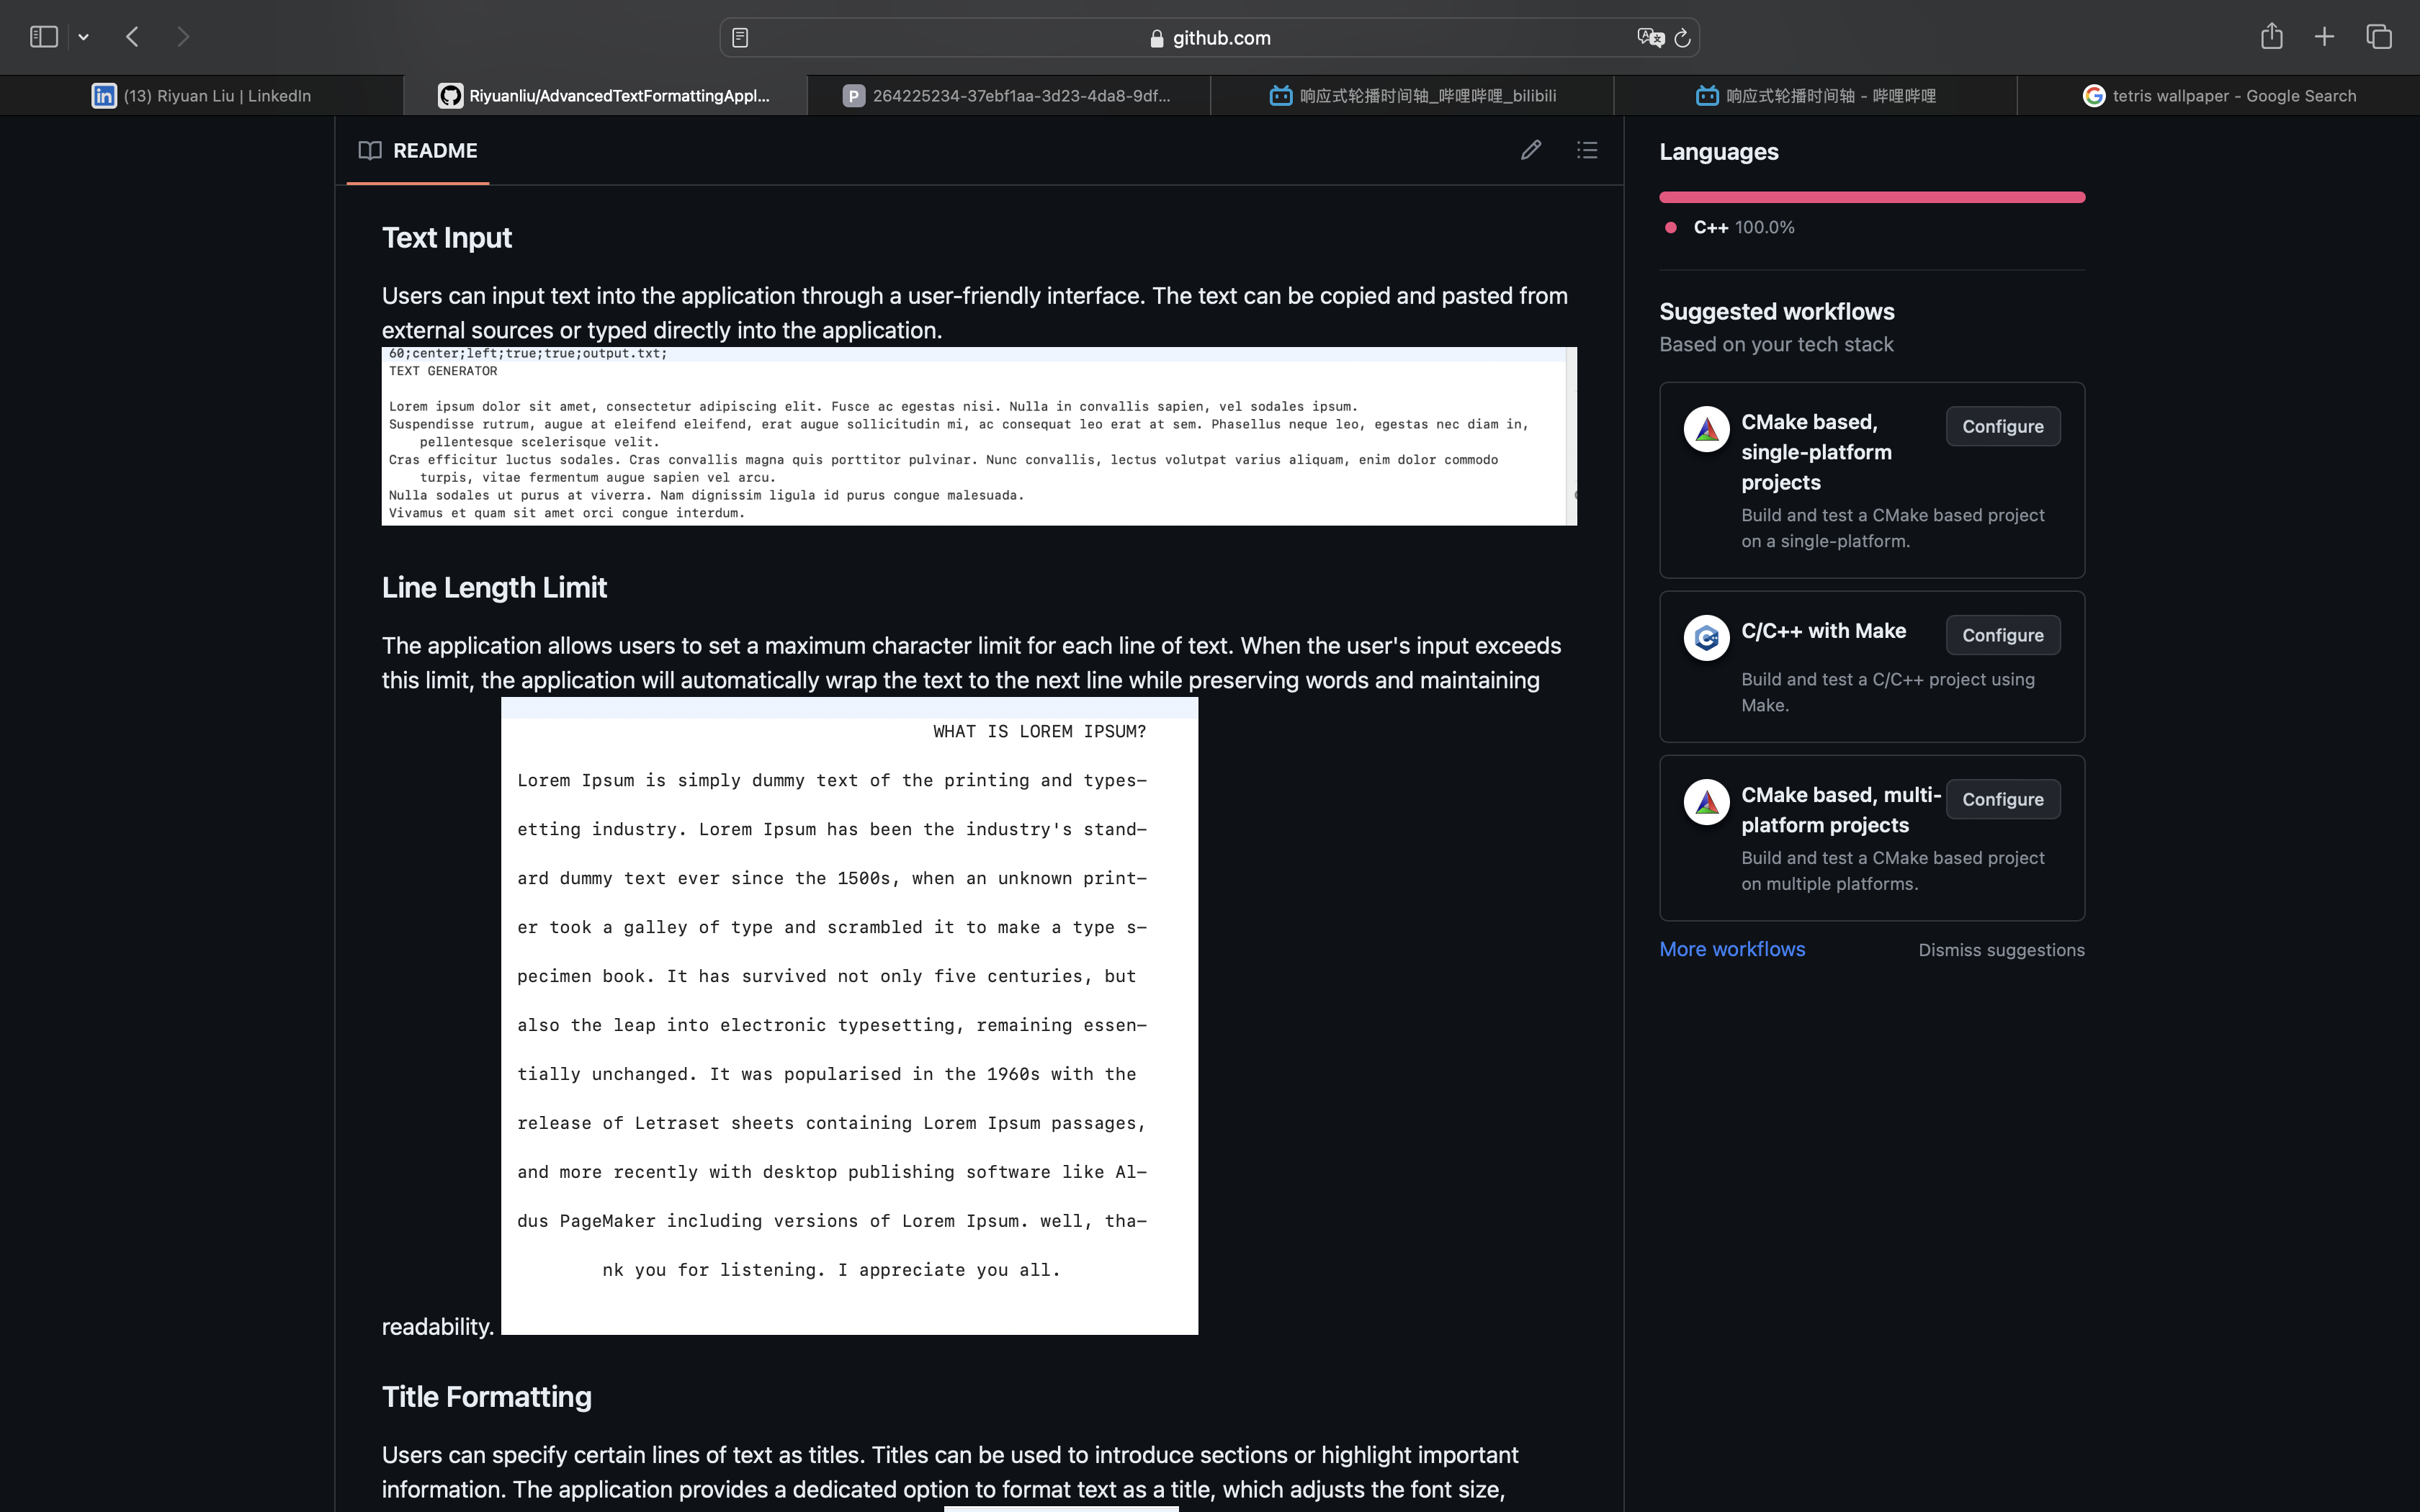 github.com
(13) Riyuan Liu | LinkedIn
Riyuanliu/AdvancedTextFormattingAppl...
P 264225234-37ebf1aa-3d23-4da8-9df...
响应式轮播时间轴_哔哩哔哩_bilibili
响应式轮播时间轴 - 哔哩哔哩
tetris wallpaper - Google Search
README
Text Input
Users can input text into the application through a user-friendly interface. The text can be copied and pasted from
external sources or typed directly into the application.
60;center;left;true;true;output.txt;
TEXT GENERATOR
Lorem ipsum dolor sit amet, consectetur adipiscing elit. Fusce ac egestas nisi. Nulla in convallis sapien, vel sodales ipsum.
Suspendisse rutrum, augue at eleifend eleifend, erat augue sollicitudin mi, ac consequat leo erat at sem. Phasellus neque leo, egestas nec diam in,
pellentesque scelerisque velit.
Cras efficitur luctus sodales. Cras convallis magna quis porttitor pulvinar. Nunc convallis, lectus volutpat varius aliquam, enim dolor commodo
turpis, vitae fermentum augue sapien vel arcu.
Nulla sodales ut purus at viverra. Nam dignissim ligula id purus congue malesuada.
Vivamus et quam sit amet orci congue interdum.
Line Length Limit
The application allows users to set a maximum character limit for each line of text. When the user's input exceeds
this limit, the application will automatically wrap the text to the next line while preserving words and maintaining
WHAT IS LOREM IPSUM?
Lorem Ipsum is simply dummy text of the printing and types-
etting industry. Lorem Ipsum has been the industry's stand-
ard dummy text ever since the 1500s, when an unknown print-
er took a galley of type and scrambled it to make a type s-
pecimen book. It has survived not only five centuries, but
also the leap into electronic typesetting, remaining essen-
tially unchanged. It was popularised in the 1960s with the
release of Letraset sheets containing Lorem Ipsum passages,
and more recently with desktop publishing software like Al-
dus PageMaker including versions of Lorem Ipsum. well, tha-
nk you for listening. I appreciate you all.
readability.
Title Formatting
Users can specify certain lines of text as titles. Titles can be used to introduce sections or highlight important
information. The application provides a dedicated option to format text as a title, which adjusts the font size,
Languages
C++ 100.0%
Suggested workflows
Based on your tech stack
CMake based,
single-platform
projects
Configure
Build and test a CMake based project
on a single-platform.
C/C++ with Make
Configure
Build and test a C/C++ project using
Make.
CMake based, multi-
platform projects
Configure
Build and test a CMake based project
on multiple platforms.
More workflows
Dismiss suggestions